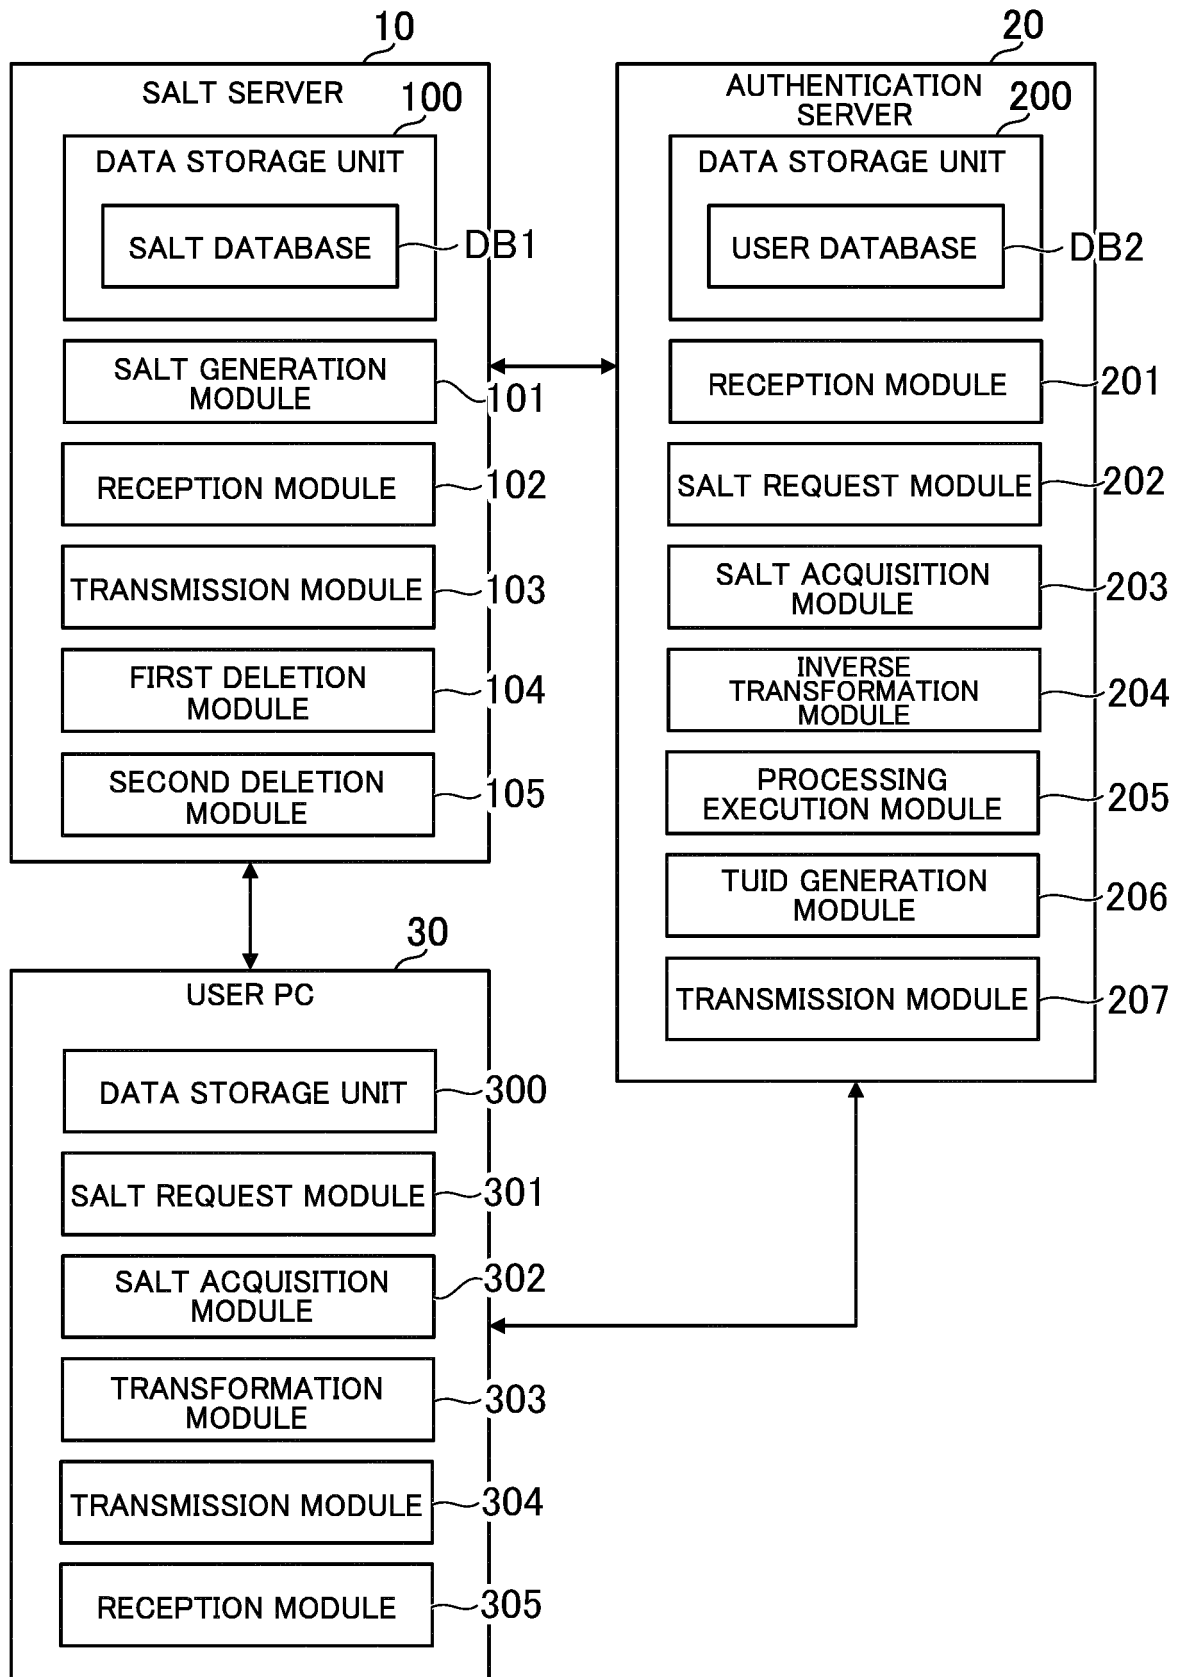 10
SALT SERVER
100
DATA STORAGE UNIT
SALT DATABASE
DB1
SALT GENERATION
MODULE
101
RECEPTION MODULE
102
TRANSMISSION MODULE
103
FIRST DELETION
MODULE
104
SECOND DELETION
MODULE
105
20
AUTHENTICATION
SERVER
200
DATA STORAGE UNIT
USER DATABASE
DB2
RECEPTION MODULE
201
SALT REQUEST MODULE
202
SALT ACQUISITION
MODULE
203
INVERSE
TRANSFORMATION
MODULE
204
PROCESSING
EXECUTION MODULE
205
TUID GENERATION
MODULE
206
TRANSMISSION MODULE
207
30
USER PC
DATA STORAGE UNIT
300
SALT REQUEST MODULE
301
SALT ACQUISITION
MODULE
302
TRANSFORMATION
MODULE
303
TRANSMISSION MODULE
304
RECEPTION MODULE
305